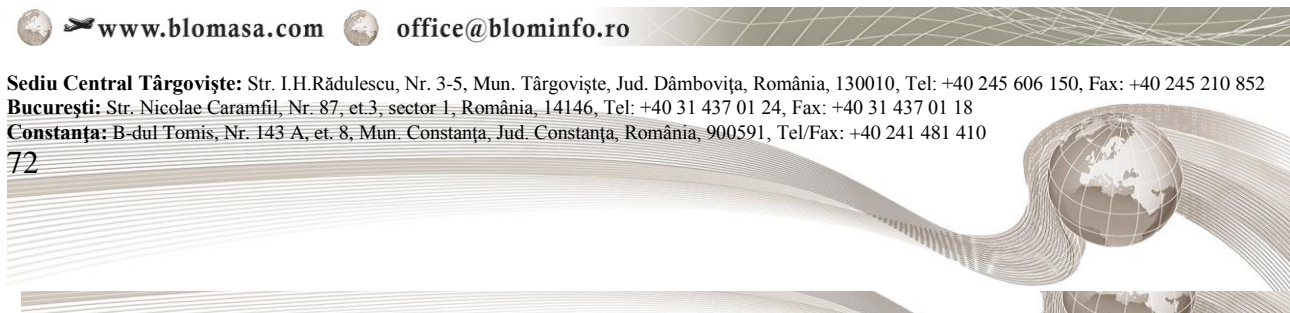 www.blomasa.com office@blominfo.ro
Sediu Central Târgovişte: Str. I.H.Rădulescu, Nr. 3-5, Mun. Târgovişte, Jud. Dâmboviţa, România, 130010, Tel: +40 245 606 150, Fax: +40 245 210 852
Bucureşti: Str. Nicolae Caramfil, Nr. 87, et.3, sector 1, România, 14146, Tel: +40 31 437 01 24, Fax: +40 31 437 01 18
Constanţa: B-dul Tomis, Nr. 143 A, et. 8, Mun. Constanţa, Jud. Constanţa, România, 900591, Tel/Fax: +40 241 481 410
72